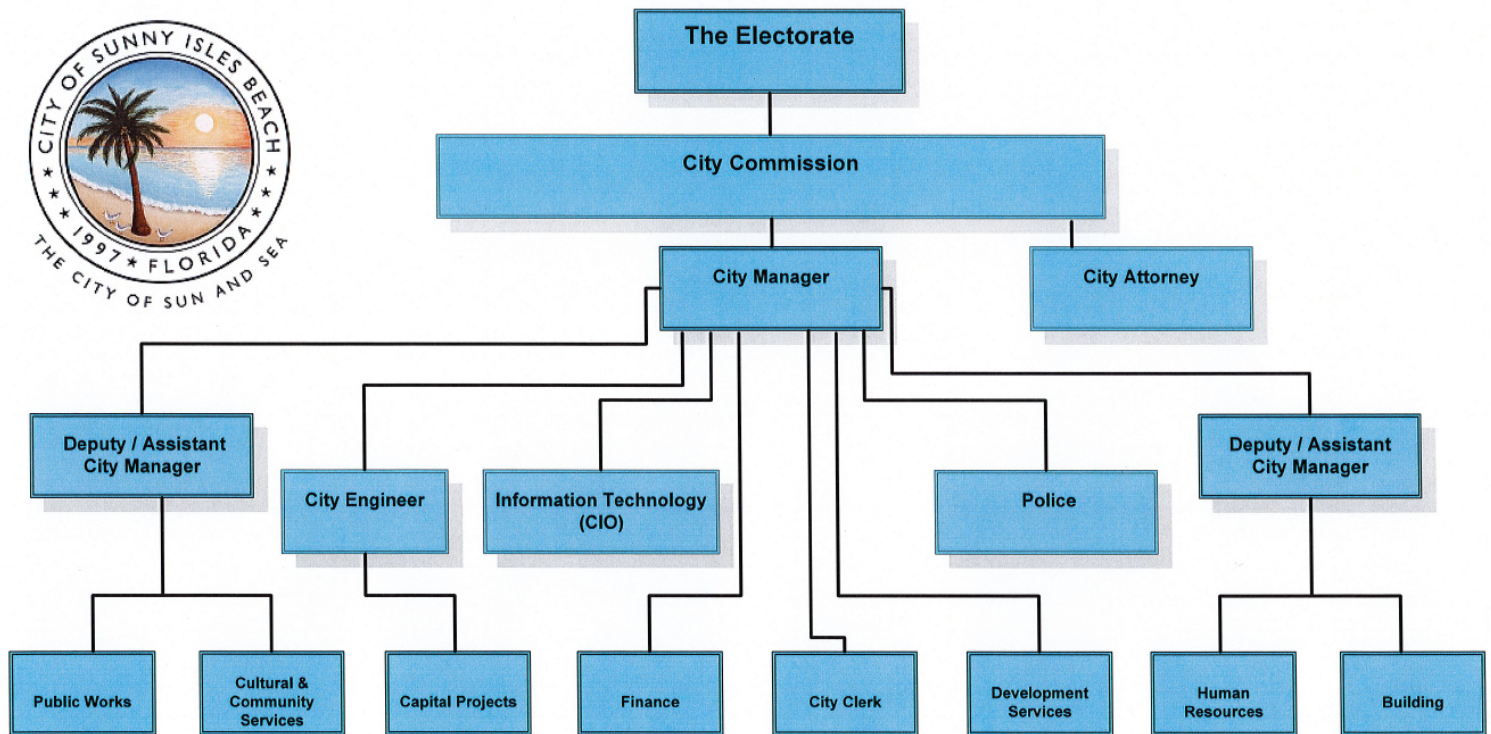 CITY OF SUNNY ISLES BEACH
★ ★ ★ ★ 1997 ★ FLORIDA ★ ★ ★ ★
THE CITY OF SUN AND SEA
The Electorate
City Commission
City Manager
City Attorney
Deputy / Assistant
City Manager
City Engineer
Information Technology
(CIO)
Police
Deputy / Assistant
City Manager
Public Works
Cultural &
Community
Services
Capital Projects
Finance
City Clerk
Development
Services
Human
Resources
Building